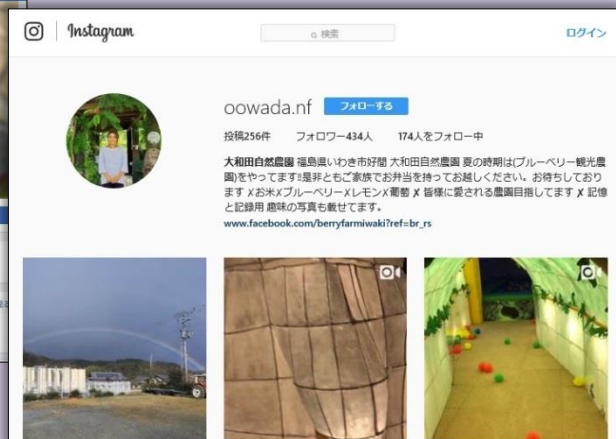 Instagram
検索
ログイン
oowada.nf フォローする
投稿256件 フォロワー434人 174人をフォロー中
大和田自然農園 福島県いわき市好間 大和田自然農園 夏の時期は(ブルーベリー観光農
園)をやってます!!是非ともご家族でお弁当を持ってお越しください。お待ちしており
ます ✗お米✗ブルーベリー✗レモン✗葡萄 ✗ 皆様に愛される農園目指してます ✗ 記憶
と記録用 趣味の写真も載せてます。
www.facebook.com/berryfarmiwaki?ref=br_rs